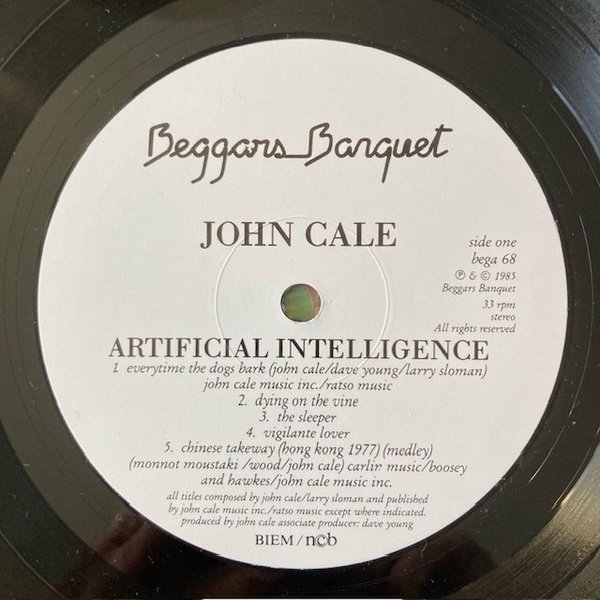 Beggars Banquet
JOHN CALE
side one
bega 68
℗ & © 1985
Beggars Banquet
33 rpm
stereo
All rights reserved
ARTIFICIAL INTELLIGENCE
1 everytime the dogs bark (john cale/dave young/larry sloman)
john cale music inc./ratso music
2. dying on the vine
3. the sleeper
4. vigilante lover
5. chinese takeway (hong kong 1977) (medley)
(monnot moustaki /wood/john cale) carlin music/boosey
and hawkes/john cale music inc.
all titles composed by john cale/larry sloman and published
by john cale music inc./ratso music except where indicated.
produced by john cale associate producer: dave young
BIEM / ncb